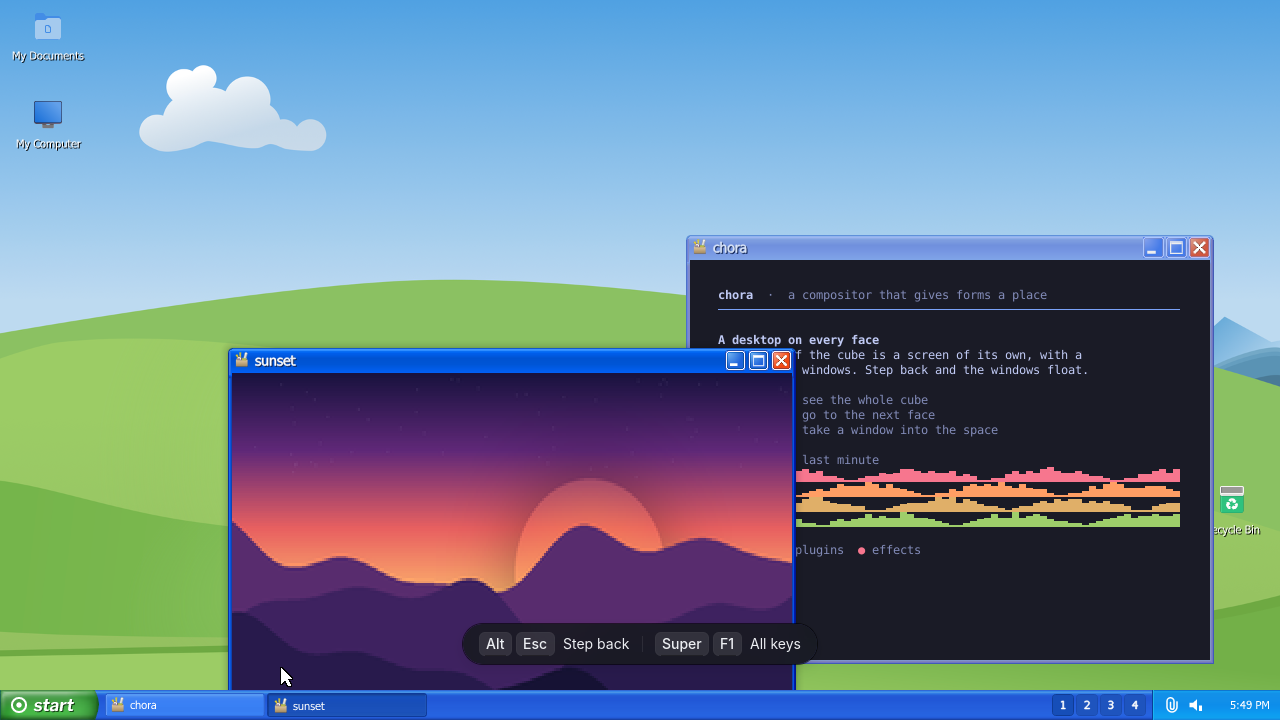 My Documents
My Computer
chora
chora · a compositor that gives forms a place
A desktop on every face
f the cube is a screen of its own, with a
windows. Step back and the windows float.
see the whole cube
go to the next face
take a window into the space
last minute
plugins ● effects
sunset
ecycle Bin
Alt Esc Step back Super F1 All keys
start chora sunset 1 2 3 4 5:49 PM